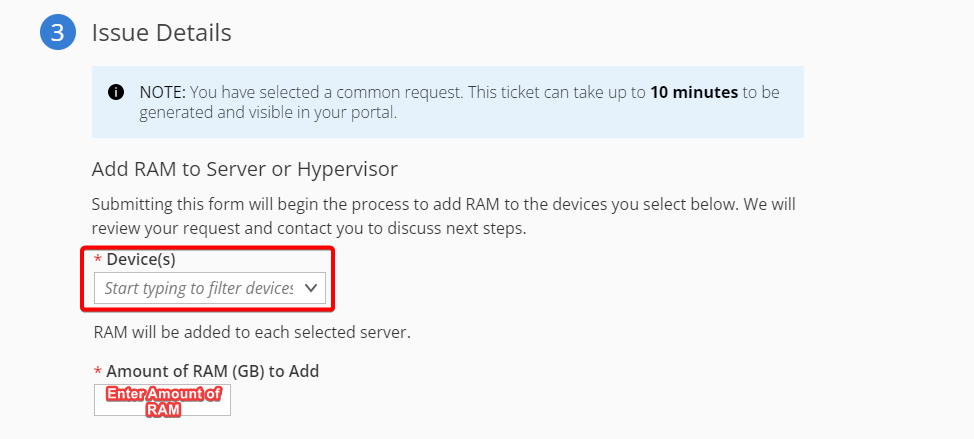 3 Issue Details
NOTE: You have selected a common request. This ticket can take up to 10 minutes to be
generated and visible in your portal.
Add RAM to Server or Hypervisor
Submitting this form will begin the process to add RAM to the devices you select below. We will
review your request and contact you to discuss next steps.
* Device(s)
Start typing to filter devices
RAM will be added to each selected server.
* Amount of RAM (GB) to Add
Enter Amount of
RAM